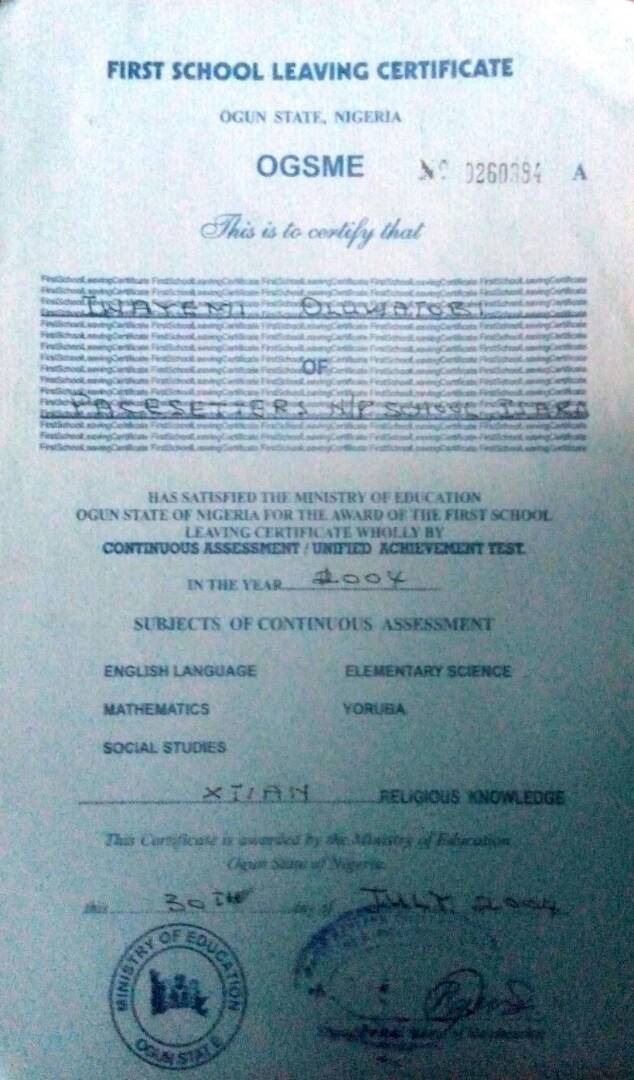 FIRST SCHOOL LEAVING CERTIFICATE
OGUN STATE, NIGERIA
OGSME Nº 0260394 A
This is to certify that
INAYEMI OLUWATOBI
OF
PACESETTERS N/P SCHOOL, ISARA
HAS SATISFIED THE MINISTRY OF EDUCATION
OGUN STATE OF NIGERIA FOR THE AWARD OF THE FIRST SCHOOL
LEAVING CERTIFICATE WHOLLY BY
CONTINUOUS ASSESSMENT / UNIFIED ACHIEVEMENT TEST.
IN THE YEAR 2004
SUBJECTS OF CONTINUOUS ASSESSMENT
ENGLISH LANGUAGE ELEMENTARY SCIENCE
MATHEMATICS YORUBA
SOCIAL STUDIES
XTIAN RELIGIOUS KNOWLEDGE
This Certificate is awarded by the Ministry of Education
Ogun State of Nigeria.
this 30TH day of JULY, 2004
MINISTRY OF EDUCATION
OGUN STATE